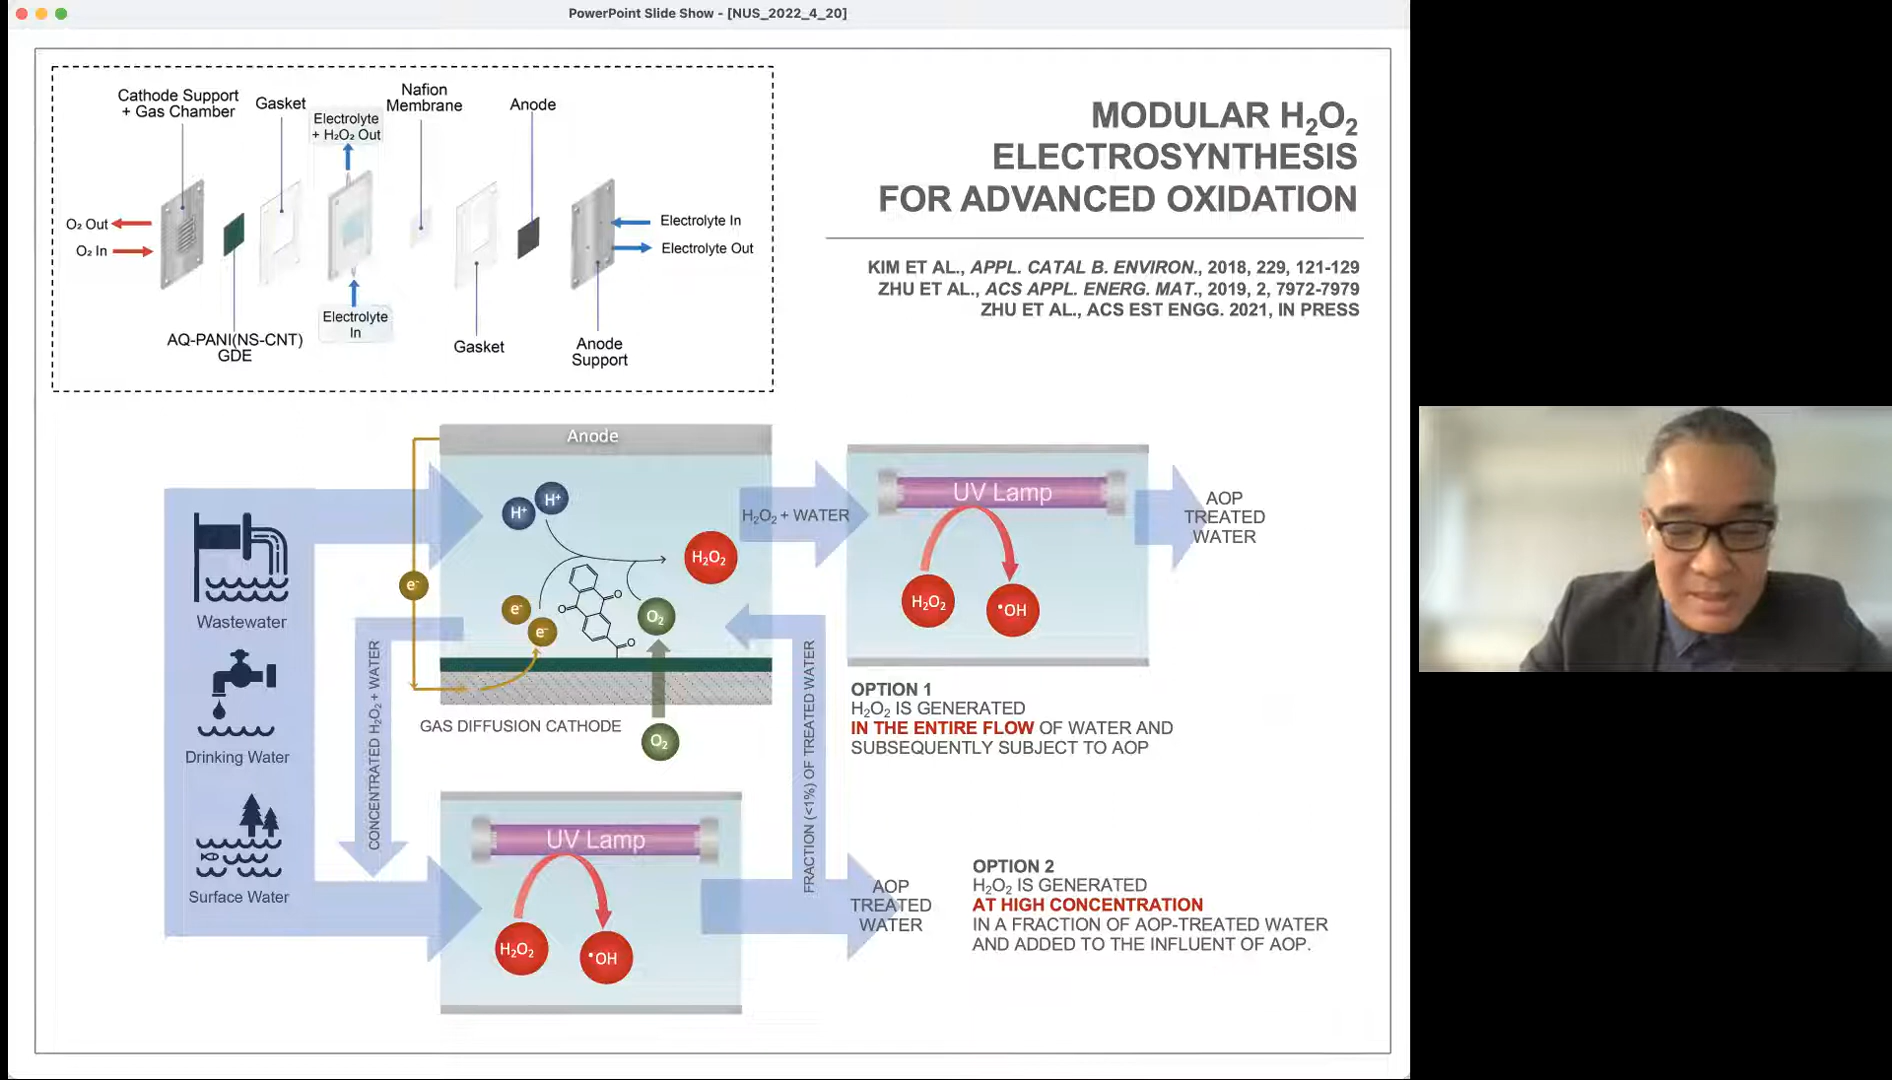 PowerPoint Slide Show - [NUS_2022_4_20]
Cathode Support
+ Gas Chamber
Gasket
Electrolyte
+ H₂O₂ Out
Nafion
Membrane
Anode
O₂ Out
O₂ In
Electrolyte In
Electrolyte Out
AQ-PANI(NS-CNT)
GDE
Electrolyte
In
Gasket
Anode
Support
MODULAR H₂O₂
ELECTROSYNTHESIS
FOR ADVANCED OXIDATION
KIM ET AL., APPL. CATAL B. ENVIRON., 2018, 229, 121-129
ZHU ET AL., ACS APPL. ENERG. MAT., 2019, 2, 7972-7979
ZHU ET AL., ACS EST ENGG. 2021, IN PRESS
Wastewater
Drinking Water
Surface Water
Anode
H⁺
H⁺
e⁻
e⁻
e⁻
O
O
O
O₂
H₂O₂
GAS DIFFUSION CATHODE
O₂
CONCENTRATED H₂O₂ + WATER
FRACTION (<1%) OF TREATED WATER
H₂O₂ + WATER
UV Lamp
H₂O₂
•OH
AOP
TREATED
WATER
OPTION 1
H₂O₂ IS GENERATED
IN THE ENTIRE FLOW OF WATER AND
SUBSEQUENTLY SUBJECT TO AOP
UV Lamp
H₂O₂
•OH
AOP
TREATED
WATER
OPTION 2
H₂O₂ IS GENERATED
AT HIGH CONCENTRATION
IN A FRACTION OF AOP-TREATED WATER
AND ADDED TO THE INFLUENT OF AOP.